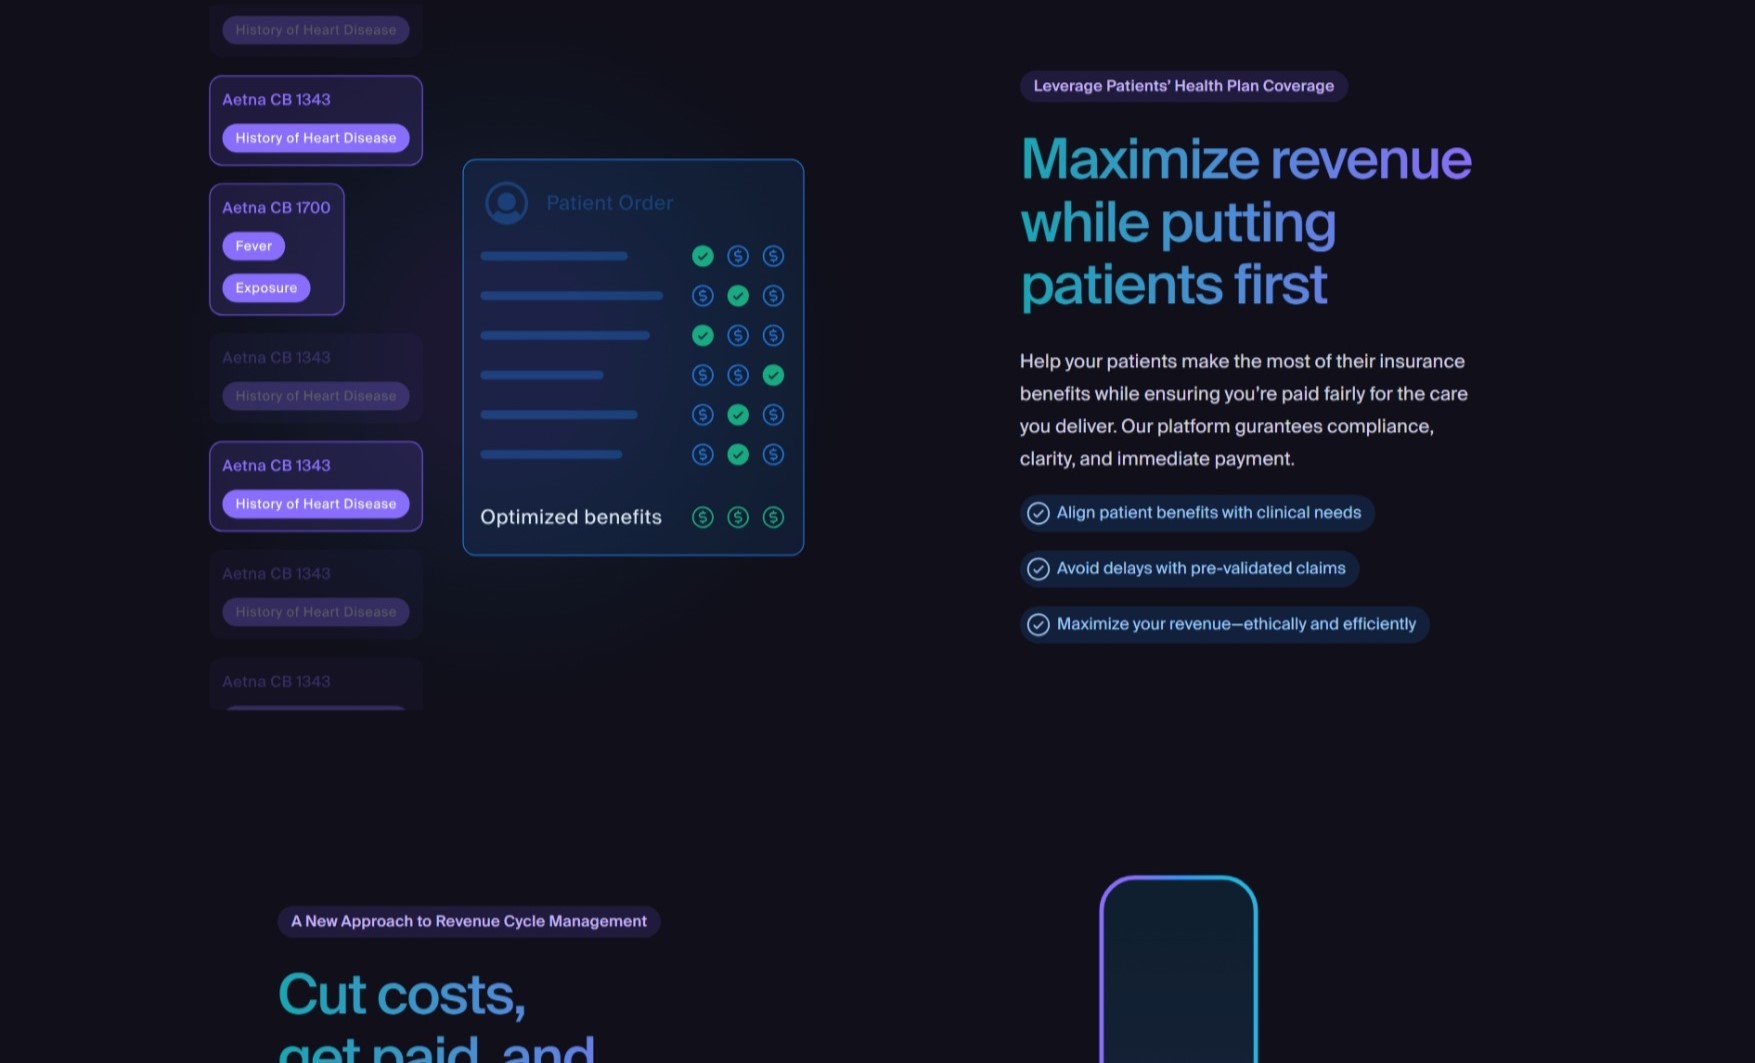 History of Heart Disease
Aetna CB 1343
History of Heart Disease
Aetna CB 1700
Fever
Exposure
Aetna CB 1343
History of Heart Disease
Aetna CB 1343
History of Heart Disease
Aetna CB 1343
History of Heart Disease
Aetna CB 1343
Patient Order
Optimized benefits
Leverage Patients' Health Plan Coverage
Maximize revenue
while putting
patients first
Help your patients make the most of their insurance
benefits while ensuring you're paid fairly for the care
you deliver. Our platform gurantees compliance,
clarity, and immediate payment.
Align patient benefits with clinical needs
Avoid delays with pre-validated claims
Maximize your revenue—ethically and efficiently
A New Approach to Revenue Cycle Management
Cut costs,
get paid, and